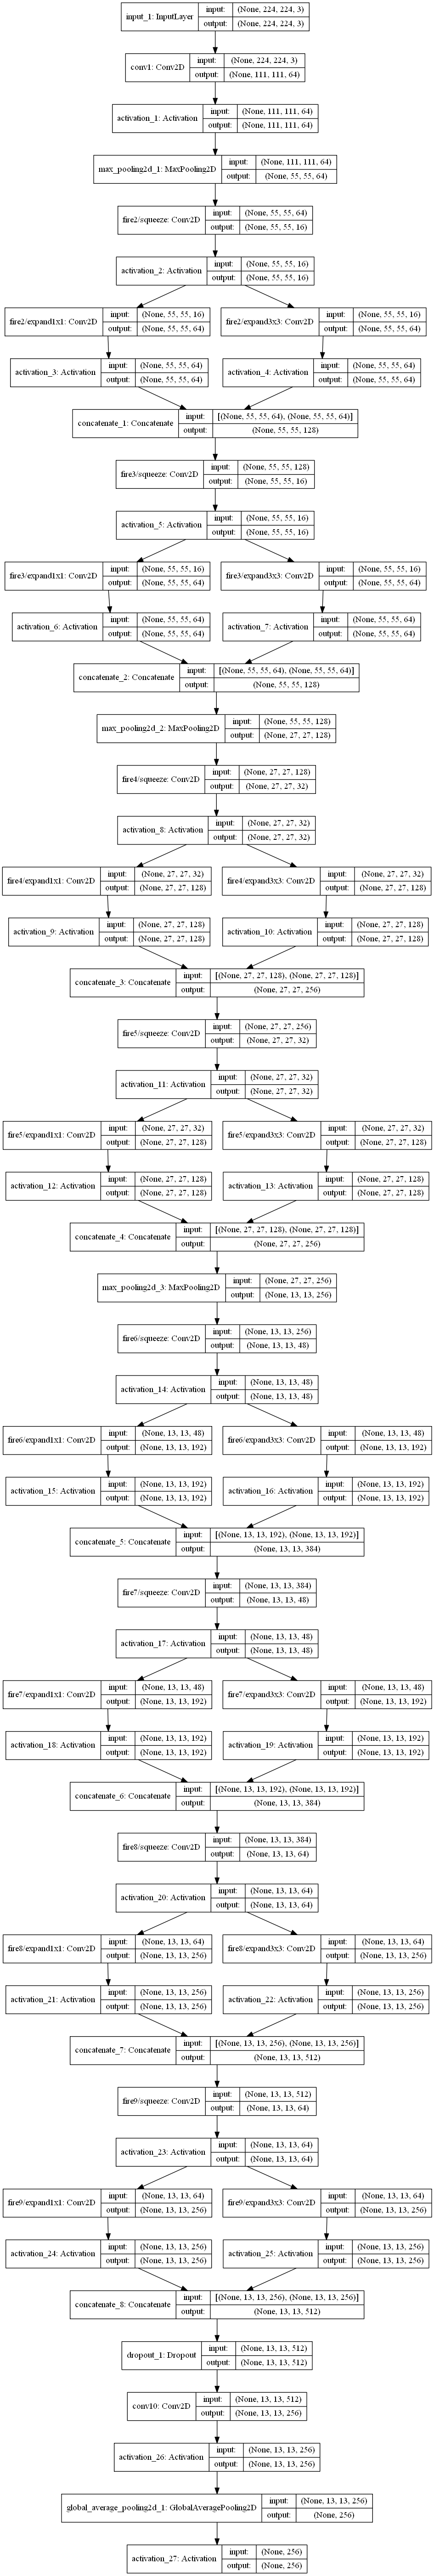 input_1: InputLayer
input: (None, 224, 224, 3)
output: (None, 224, 224, 3)
conv1: Conv2D
input: (None, 224, 224, 3)
output: (None, 111, 111, 64)
activation_1: Activation
input: (None, 111, 111, 64)
output: (None, 111, 111, 64)
max_pooling2d_1: MaxPooling2D
input: (None, 111, 111, 64)
output: (None, 55, 55, 64)
fire2/squeeze: Conv2D
input: (None, 55, 55, 64)
output: (None, 55, 55, 16)
activation_2: Activation
input: (None, 55, 55, 16)
output: (None, 55, 55, 16)
fire2/expand1x1: Conv2D
input: (None, 55, 55, 16)
output: (None, 55, 55, 64)
fire2/expand3x3: Conv2D
input: (None, 55, 55, 16)
output: (None, 55, 55, 64)
activation_3: Activation
input: (None, 55, 55, 64)
output: (None, 55, 55, 64)
activation_4: Activation
input: (None, 55, 55, 64)
output: (None, 55, 55, 64)
concatenate_1: Concatenate
input: [(None, 55, 55, 64), (None, 55, 55, 64)]
output: (None, 55, 55, 128)
fire3/squeeze: Conv2D
input: (None, 55, 55, 128)
output: (None, 55, 55, 16)
activation_5: Activation
input: (None, 55, 55, 16)
output: (None, 55, 55, 16)
fire3/expand1x1: Conv2D
input: (None, 55, 55, 16)
output: (None, 55, 55, 64)
fire3/expand3x3: Conv2D
input: (None, 55, 55, 16)
output: (None, 55, 55, 64)
activation_6: Activation
input: (None, 55, 55, 64)
output: (None, 55, 55, 64)
activation_7: Activation
input: (None, 55, 55, 64)
output: (None, 55, 55, 64)
concatenate_2: Concatenate
input: [(None, 55, 55, 64), (None, 55, 55, 64)]
output: (None, 55, 55, 128)
max_pooling2d_2: MaxPooling2D
input: (None, 55, 55, 128)
output: (None, 27, 27, 128)
fire4/squeeze: Conv2D
input: (None, 27, 27, 128)
output: (None, 27, 27, 32)
activation_8: Activation
input: (None, 27, 27, 32)
output: (None, 27, 27, 32)
fire4/expand1x1: Conv2D
input: (None, 27, 27, 32)
output: (None, 27, 27, 128)
fire4/expand3x3: Conv2D
input: (None, 27, 27, 32)
output: (None, 27, 27, 128)
activation_9: Activation
input: (None, 27, 27, 128)
output: (None, 27, 27, 128)
activation_10: Activation
input: (None, 27, 27, 128)
output: (None, 27, 27, 128)
concatenate_3: Concatenate
input: [(None, 27, 27, 128), (None, 27, 27, 128)]
output: (None, 27, 27, 256)
fire5/squeeze: Conv2D
input: (None, 27, 27, 256)
output: (None, 27, 27, 32)
activation_11: Activation
input: (None, 27, 27, 32)
output: (None, 27, 27, 32)
fire5/expand1x1: Conv2D
input: (None, 27, 27, 32)
output: (None, 27, 27, 128)
fire5/expand3x3: Conv2D
input: (None, 27, 27, 32)
output: (None, 27, 27, 128)
activation_12: Activation
input: (None, 27, 27, 128)
output: (None, 27, 27, 128)
activation_13: Activation
input: (None, 27, 27, 128)
output: (None, 27, 27, 128)
concatenate_4: Concatenate
input: [(None, 27, 27, 128), (None, 27, 27, 128)]
output: (None, 27, 27, 256)
max_pooling2d_3: MaxPooling2D
input: (None, 27, 27, 256)
output: (None, 13, 13, 256)
fire6/squeeze: Conv2D
input: (None, 13, 13, 256)
output: (None, 13, 13, 48)
activation_14: Activation
input: (None, 13, 13, 48)
output: (None, 13, 13, 48)
fire6/expand1x1: Conv2D
input: (None, 13, 13, 48)
output: (None, 13, 13, 192)
fire6/expand3x3: Conv2D
input: (None, 13, 13, 48)
output: (None, 13, 13, 192)
activation_15: Activation
input: (None, 13, 13, 192)
output: (None, 13, 13, 192)
activation_16: Activation
input: (None, 13, 13, 192)
output: (None, 13, 13, 192)
concatenate_5: Concatenate
input: [(None, 13, 13, 192), (None, 13, 13, 192)]
output: (None, 13, 13, 384)
fire7/squeeze: Conv2D
input: (None, 13, 13, 384)
output: (None, 13, 13, 48)
activation_17: Activation
input: (None, 13, 13, 48)
output: (None, 13, 13, 48)
fire7/expand1x1: Conv2D
input: (None, 13, 13, 48)
output: (None, 13, 13, 192)
fire7/expand3x3: Conv2D
input: (None, 13, 13, 48)
output: (None, 13, 13, 192)
activation_18: Activation
input: (None, 13, 13, 192)
output: (None, 13, 13, 192)
activation_19: Activation
input: (None, 13, 13, 192)
output: (None, 13, 13, 192)
concatenate_6: Concatenate
input: [(None, 13, 13, 192), (None, 13, 13, 192)]
output: (None, 13, 13, 384)
fire8/squeeze: Conv2D
input: (None, 13, 13, 384)
output: (None, 13, 13, 64)
activation_20: Activation
input: (None, 13, 13, 64)
output: (None, 13, 13, 64)
fire8/expand1x1: Conv2D
input: (None, 13, 13, 64)
output: (None, 13, 13, 256)
fire8/expand3x3: Conv2D
input: (None, 13, 13, 64)
output: (None, 13, 13, 256)
activation_21: Activation
input: (None, 13, 13, 256)
output: (None, 13, 13, 256)
activation_22: Activation
input: (None, 13, 13, 256)
output: (None, 13, 13, 256)
concatenate_7: Concatenate
input: [(None, 13, 13, 256), (None, 13, 13, 256)]
output: (None, 13, 13, 512)
fire9/squeeze: Conv2D
input: (None, 13, 13, 512)
output: (None, 13, 13, 64)
activation_23: Activation
input: (None, 13, 13, 64)
output: (None, 13, 13, 64)
fire9/expand1x1: Conv2D
input: (None, 13, 13, 64)
output: (None, 13, 13, 256)
fire9/expand3x3: Conv2D
input: (None, 13, 13, 64)
output: (None, 13, 13, 256)
activation_24: Activation
input: (None, 13, 13, 256)
output: (None, 13, 13, 256)
activation_25: Activation
input: (None, 13, 13, 256)
output: (None, 13, 13, 256)
concatenate_8: Concatenate
input: [(None, 13, 13, 256), (None, 13, 13, 256)]
output: (None, 13, 13, 512)
dropout_1: Dropout
input: (None, 13, 13, 512)
output: (None, 13, 13, 512)
conv10: Conv2D
input: (None, 13, 13, 512)
output: (None, 13, 13, 256)
activation_26: Activation
input: (None, 13, 13, 256)
output: (None, 13, 13, 256)
global_average_pooling2d_1: GlobalAveragePooling2D
input: (None, 13, 13, 256)
output: (None, 256)
activation_27: Activation
input: (None, 256)
output: (None, 256)